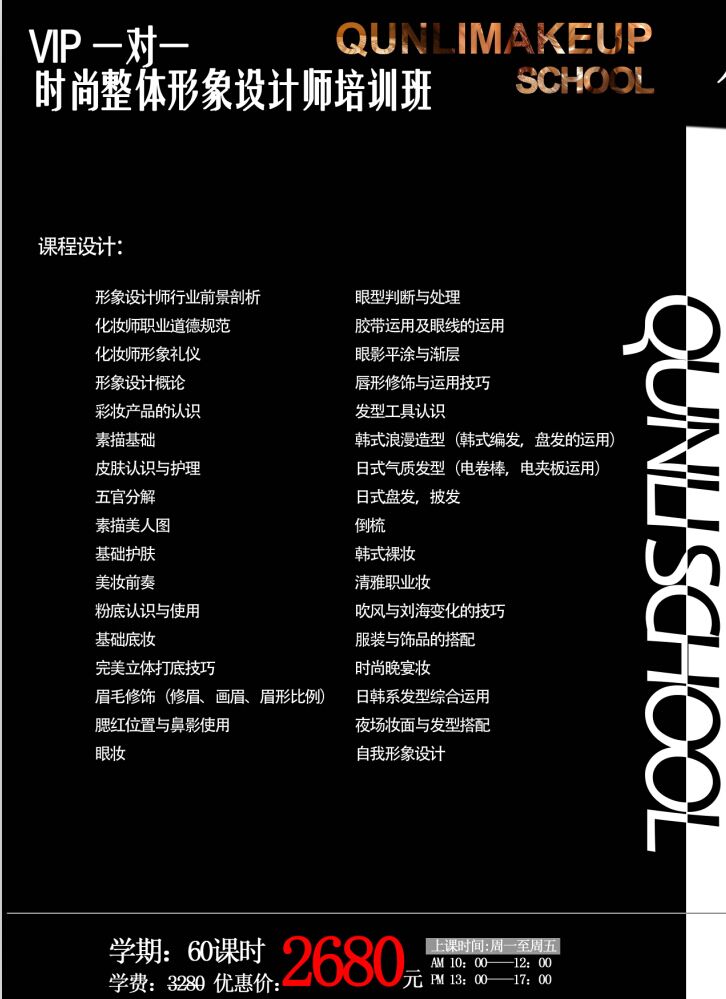 VIP 一对一
时尚整体形象设计师培训班
QUNLIMAKEUP
SCHOOL
课程设计：
形象设计师行业前景剖析
化妆师职业道德规范
化妆师形象礼仪
形象设计概论
彩妆产品的认识
素描基础
皮肤认识与护理
五官分解
素描美人图
基础护肤
美妆前奏
粉底认识与使用
基础底妆
完美立体打底技巧
眉毛修饰（修眉、画眉、眉形比例）
腮红位置与鼻影使用
眼妆
眼型判断与处理
胶带运用及眼线的运用
眼影平涂与渐层
唇形修饰与运用技巧
发型工具认识
韩式浪漫造型（韩式编发，盘发的运用）
日式气质发型（电卷棒，电夹板运用）
日式盘发，披发
倒梳
韩式裸妆
清雅职业妆
吹风与刘海变化的技巧
服装与饰品的搭配
时尚晚宴妆
日韩系发型综合运用
夜场妆面与发型搭配
自我形象设计
QUNLI SCHOOL
学期：60课时
学费：3280 优惠价：2680元
上课时间:周一至周五
AM 10：00——12：00
PM 13：00——17：00